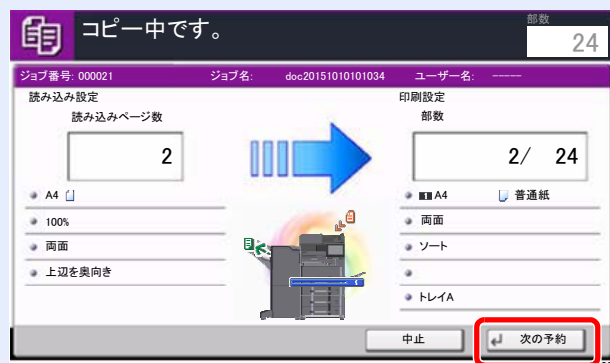 コピー中です。
部数
24
ジョブ番号: 000021 ジョブ名: doc20151010101034 ユーザー名: -----
読み込み設定
読み込みページ数
2
A4
100%
両面
上辺を奥向き
印刷設定
部数
2/ 24
A4 普通紙
両面
ソート
トレイA
中止
次の予約